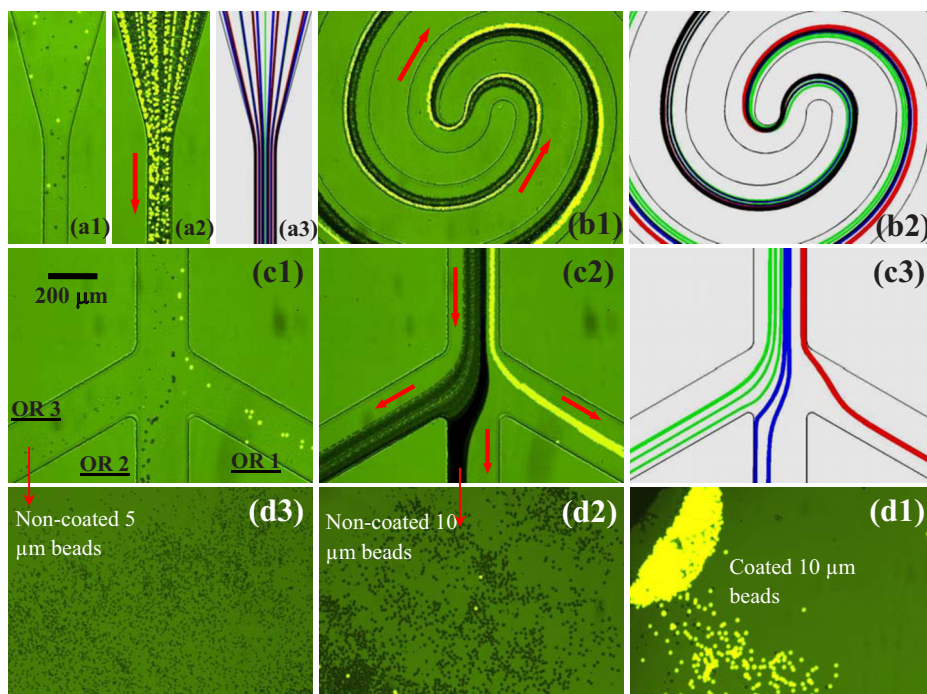 (a1)
(a2)
(a3)
(b1)
(b2)
(c1)
200 µm
OR 3
OR 2
OR 1
(c2)
(c3)
(d3)
Non-coated 5
µm beads
(d2)
Non-coated 10
µm beads
(d1)
Coated 10 µm
beads